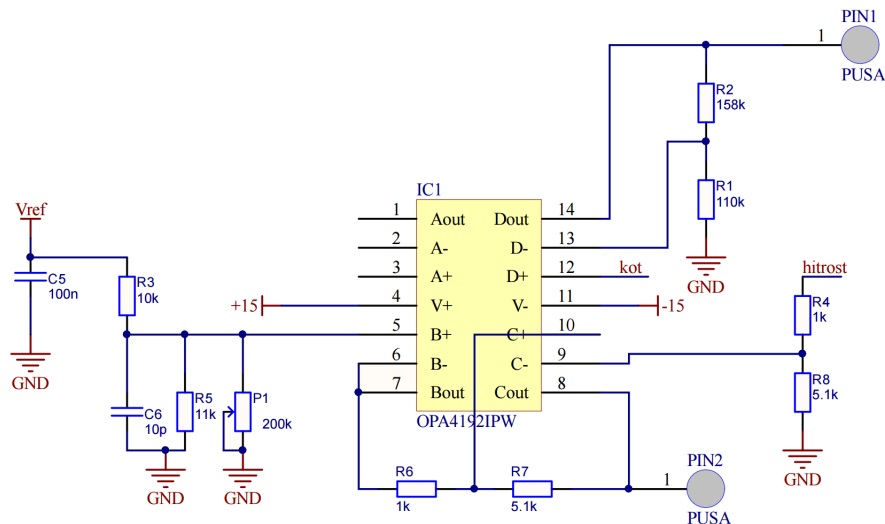 PIN1
1
PUSA
R2
158k
R1
110k
GND
IC1
1 Aout Dout 14
2 A- D- 13
3 A+ D+ 12 kot
+15 4 V+ V- 11 -15
5 B+ C+ 10
6 B- C- 9
7 Bout Cout 8
OPA4192IPW
Vref
C5
100n
GND
R3
10k
C6
10p
R5
11k
P1
200k
GND
GND
hitrost
R4
1k
R8
5.1k
GND
R6
1k
R7
5.1k
PIN2
1
PUSA